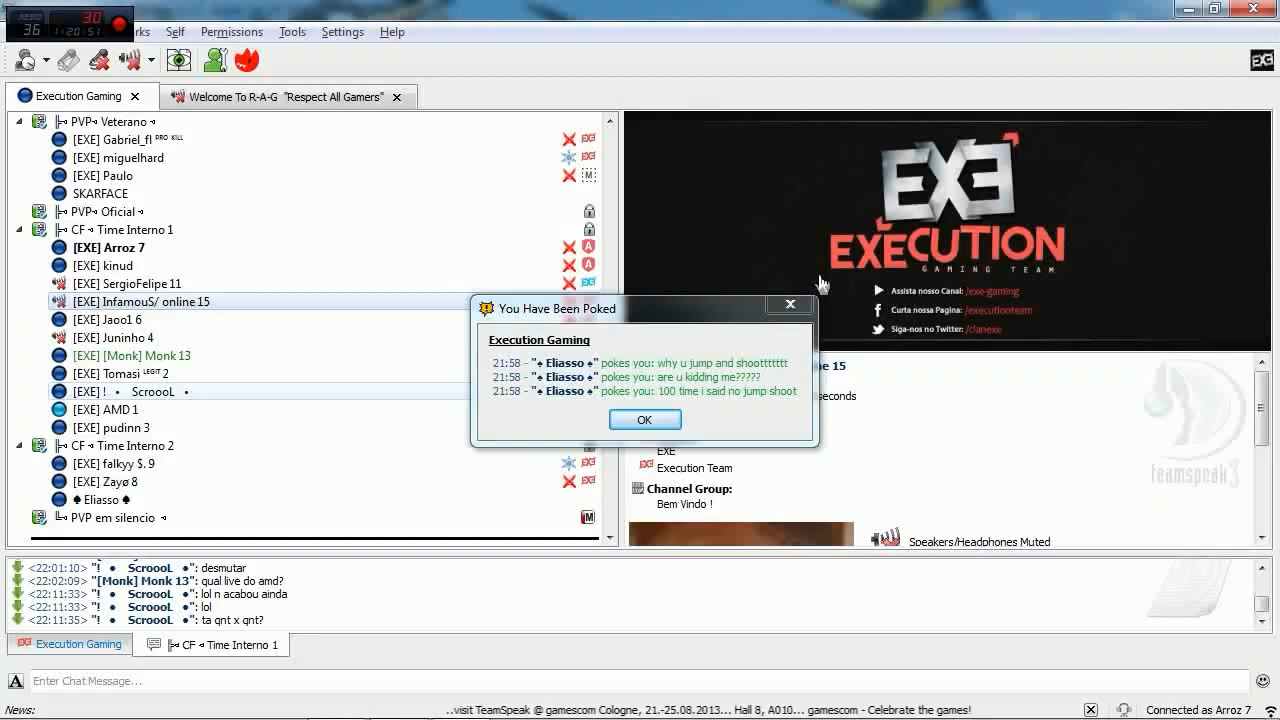 AERO
36
30
1:20:51
rks Self Permissions Tools Settings Help
EXE
Execution Gaming
Welcome To R-A-G "Respect All Gamers"
╠═ PVP◅ Veterano ◅
[EXE] Gabriel_fl ᴾᴿᴼ ᴷᴵᴸᴸ
[EXE] miguelhard
[EXE] Paulo
SKARFACE
╠═ PVP◅ Oficial ◅
╠═ CF ◅ Time Interno 1
[EXE] Arroz 7
[EXE] kinud
[EXE] SergioFelipe 11
[EXE] InfamouS/ online 15
[EXE] Jaoo1 6
[EXE] Juninho 4
[EXE] [Monk] Monk 13
[EXE] Tomasi ᴸᴱᴳᴵᵀ 2
[EXE] ! • ScroooL •
[EXE] AMD 1
[EXE] pudinn 3
╠═ CF ◅ Time Interno 2
[EXE] falkyy $. 9
[EXE] Zayø 8
♠ Eliasso ♠
╚═ PVP em silencio ◅
EXE
EXECUTION
GAMING TEAM
Assista nosso Canal: /exe-gaming
Curta nossa Pagina: /executionteam
Siga-nos no Twitter: /clanexe
You Have Been Poked
Execution Gaming
21:58 - "♠ Eliasso ♠" pokes you: why u jump and shoottttttt
21:58 - "♠ Eliasso ♠" pokes you: are u kidding me?????
21:58 - "♠ Eliasso ♠" pokes you: 100 time i said no jump shoot
OK
ne 15
seconds
EXE
Execution Team
Channel Group:
Bem Vindo !
Speakers/Headphones Muted
teamspeak3
<22:01:10> "! • ScroooL •": desmutar
<22:02:09> "[Monk] Monk 13": qual live do amd?
<22:11:33> "! • ScroooL •": lol n acabou ainda
<22:11:33> "! • ScroooL •": lol
<22:11:35> "! • ScroooL •": ta qnt x qnt?
Execution Gaming
╠═ CF ◅ Time Interno 1
Enter Chat Message...
News:
..visit TeamSpeak @ gamescom Cologne, 21.-25.08.2013... Hall 8, A010... gamescom - Celebrate the games!
Connected as Arroz 7